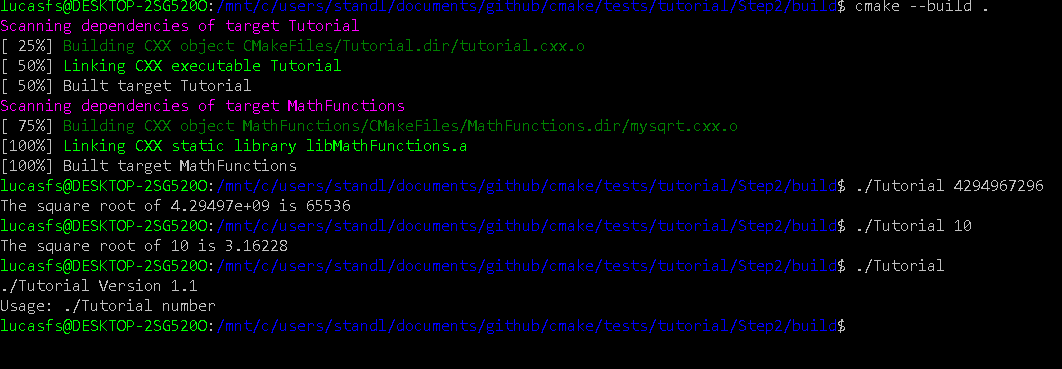 lucasfs@DESKTOP-2SG520O:/mnt/c/users/standl/documents/github/cmake/tests/tutorial/Step2/build$ cmake --build .
Scanning dependencies of target Tutorial
[ 25%] Building CXX object CMakeFiles/Tutorial.dir/tutorial.cxx.o
[ 50%] Linking CXX executable Tutorial
[ 50%] Built target Tutorial
Scanning dependencies of target MathFunctions
[ 75%] Building CXX object MathFunctions/CMakeFiles/MathFunctions.dir/mysqrt.cxx.o
[100%] Linking CXX static library libMathFunctions.a
[100%] Built target MathFunctions
lucasfs@DESKTOP-2SG520O:/mnt/c/users/standl/documents/github/cmake/tests/tutorial/Step2/build$ ./Tutorial 4294967296
The square root of 4.29497e+09 is 65536
lucasfs@DESKTOP-2SG520O:/mnt/c/users/standl/documents/github/cmake/tests/tutorial/Step2/build$ ./Tutorial 10
The square root of 10 is 3.16228
lucasfs@DESKTOP-2SG520O:/mnt/c/users/standl/documents/github/cmake/tests/tutorial/Step2/build$ ./Tutorial
./Tutorial Version 1.1
Usage: ./Tutorial number
lucasfs@DESKTOP-2SG520O:/mnt/c/users/standl/documents/github/cmake/tests/tutorial/Step2/build$